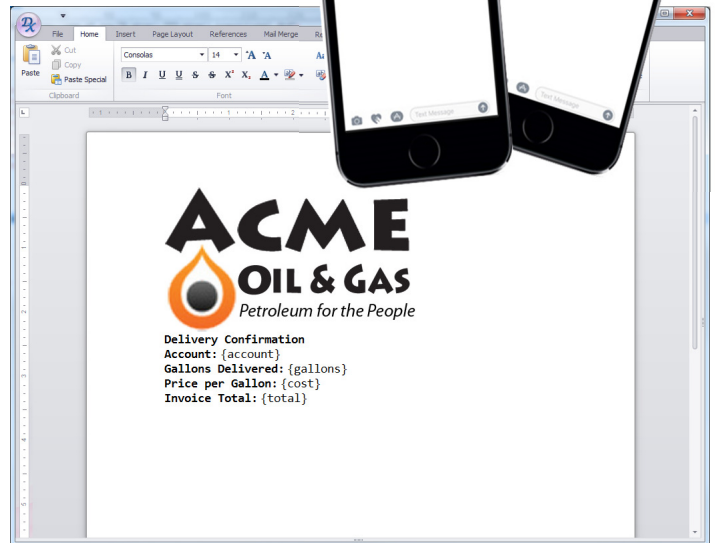 File Home Insert Page Layout References Mail Merge
Cut
Copy
Paste
Paste Special
Clipboard
Consolas 14
Font
Text Message
Text Message
ACME
OIL & GAS
Petroleum for the People
Delivery Confirmation
Account: {account}
Gallons Delivered: {gallons}
Price per Gallon: {cost}
Invoice Total: {total}